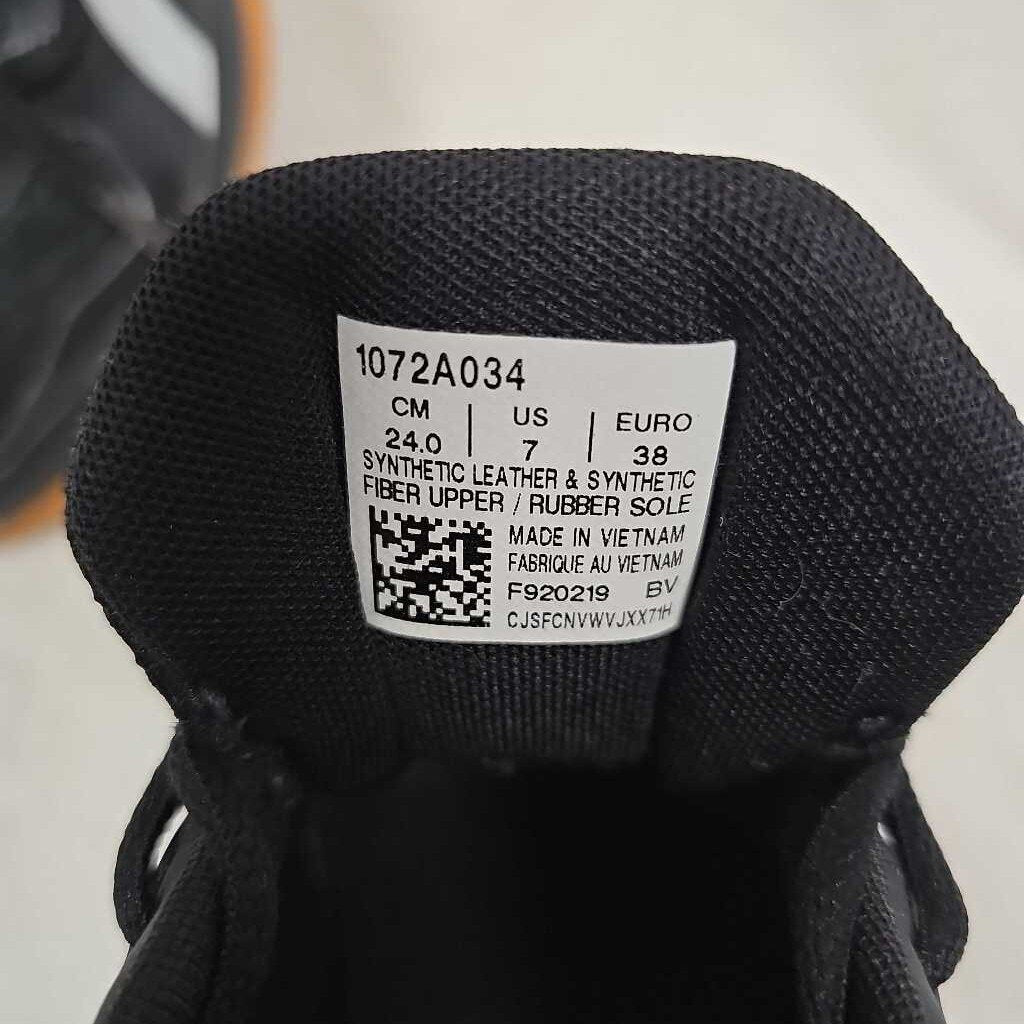 1072A034
CM | US | EURO
24.0 | 7 | 38
SYNTHETIC LEATHER & SYNTHETIC
FIBER UPPER / RUBBER SOLE
MADE IN VIETNAM
FABRIQUE AU VIETNAM
F920219 BV
CJSFCNVWVJXX71H